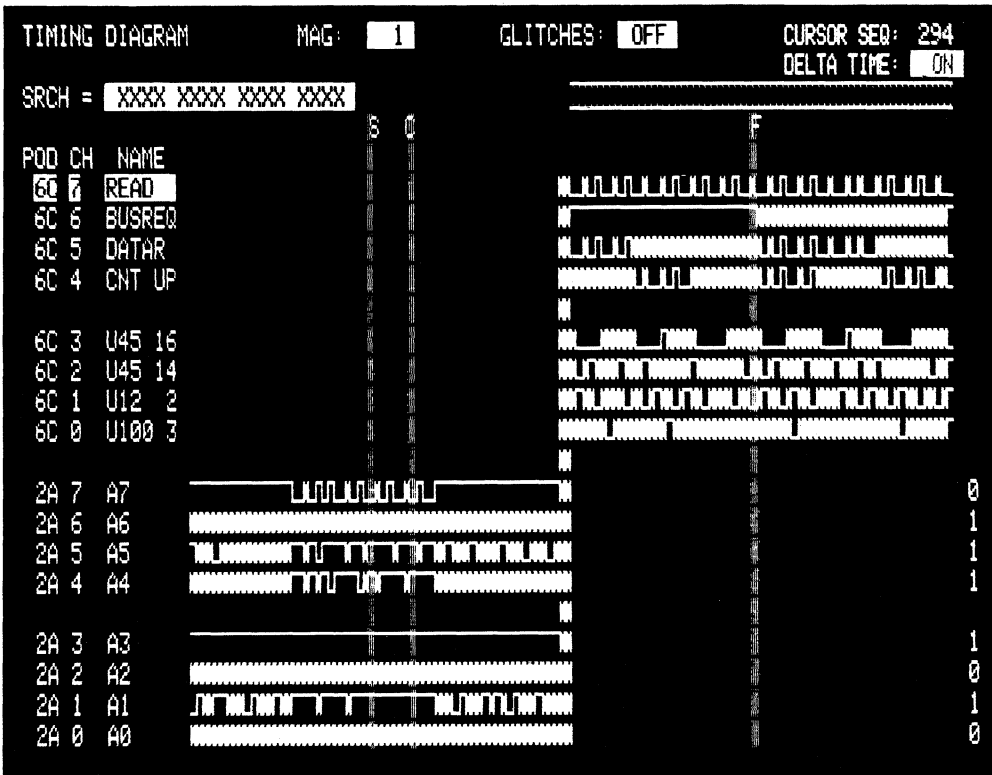 TIMING DIAGRAM MAG: 1 GLITCHES: OFF CURSOR SEQ: 294
DELTA TIME: ON
SRCH = XXXX XXXX XXXX XXXX
S F
POD CH NAME
6C 7 READ
6C 6 BUSREQ
6C 5 DATAR
6C 4 CNT UP
6C 3 U45 16
6C 2 U45 14
6C 1 U12 2
6C 0 U100 3
2A 7 A7 0
2A 6 A6 1
2A 5 A5 1
2A 4 A4 1
2A 3 A3 1
2A 2 A2 0
2A 1 A1 1
2A 0 A0 0